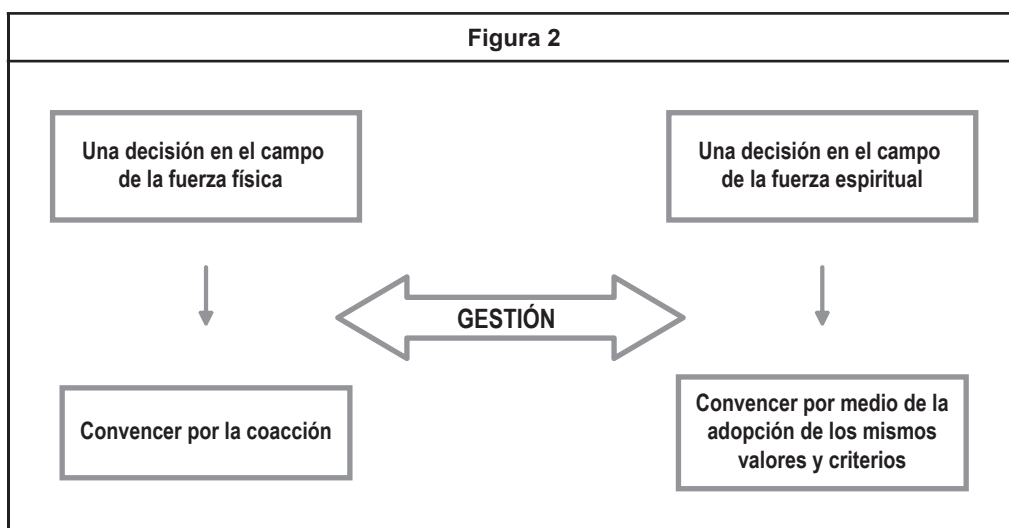 Figura 2
Una decisión en el campo
de la fuerza física
Una decisión en el campo
de la fuerza espiritual
GESTIÓN
Convencer por la coacción
Convencer por medio de la
adopción de los mismos
valores y criterios